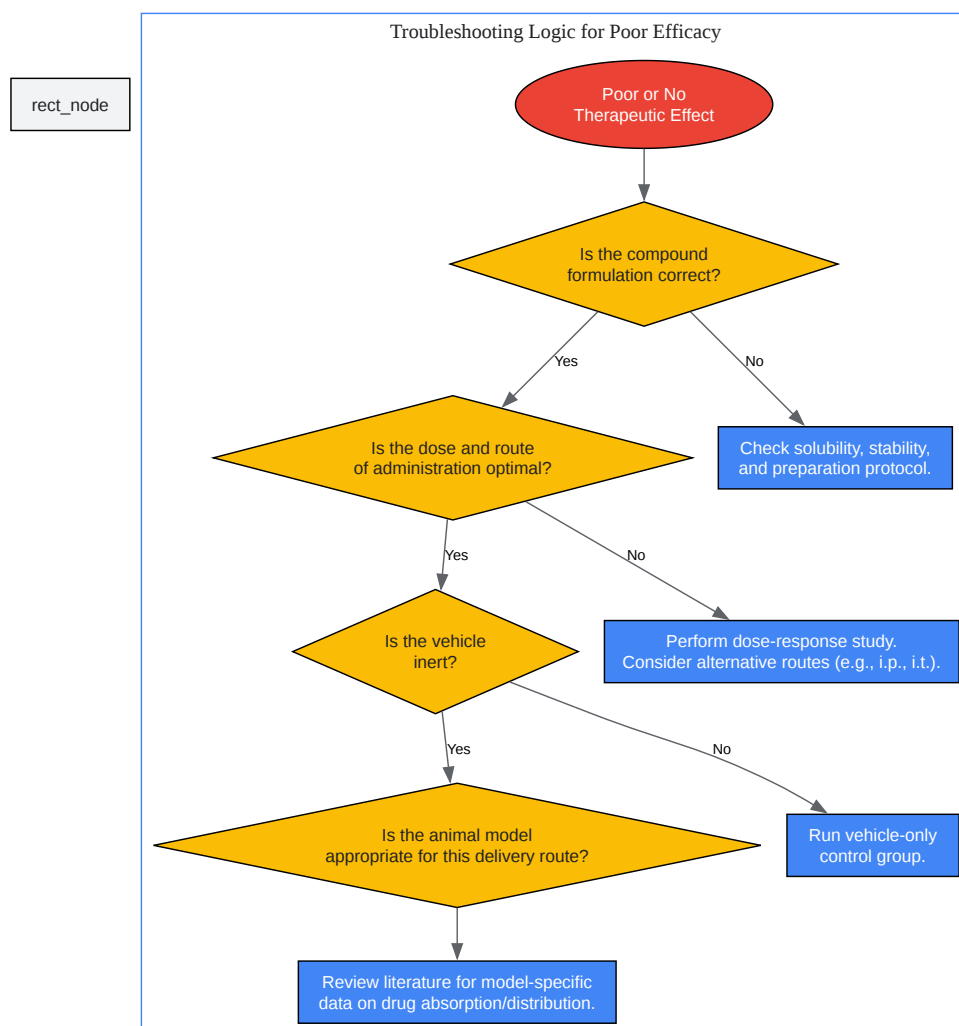 Troubleshooting Logic for Poor Efficacy
rect_node
Poor or No
Therapeutic Effect
Is the compound
formulation correct?
Yes
No
Is the dose and route
of administration optimal?
Check solubility, stability,
and preparation protocol.
Yes
No
Is the vehicle
inert?
Perform dose-response study.
Consider alternative routes (e.g., i.p., i.t.).
Yes
No
Is the animal model
appropriate for this delivery route?
Run vehicle-only
control group.
Review literature for model-specific
data on drug absorption/distribution.